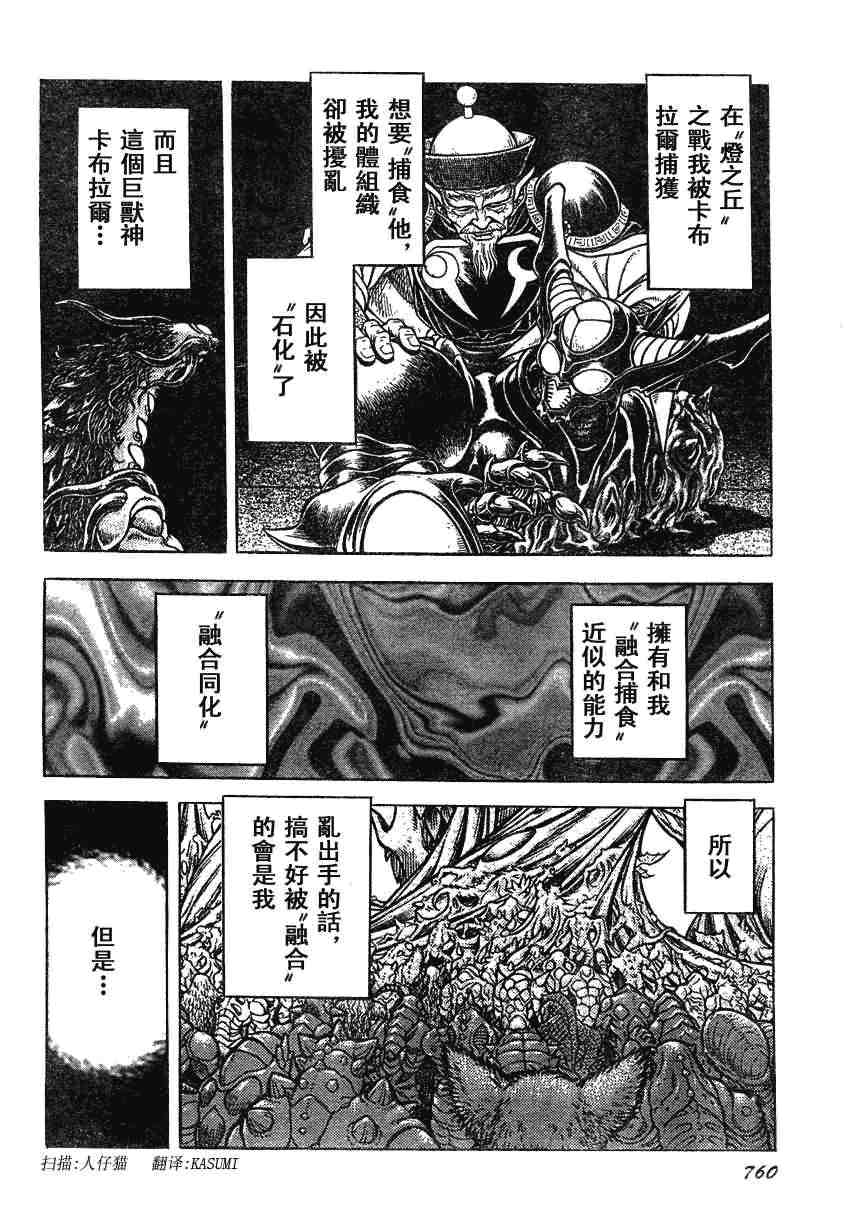 在〝燈之丘〞
之戰我被卡布
拉爾捕獲
想要〝捕食〞他，
我的體組織
卻被擾亂
因此被
〝石化〞了
而且
這個巨獸神
卡布拉爾…
擁有和我
〝融合捕食〞
近似的能力
〝融合同化〞
所以
亂出手的話，
搞不好被〝融合〞
的會是我
但是…
扫描:人仔猫 翻译:KASUMI
760